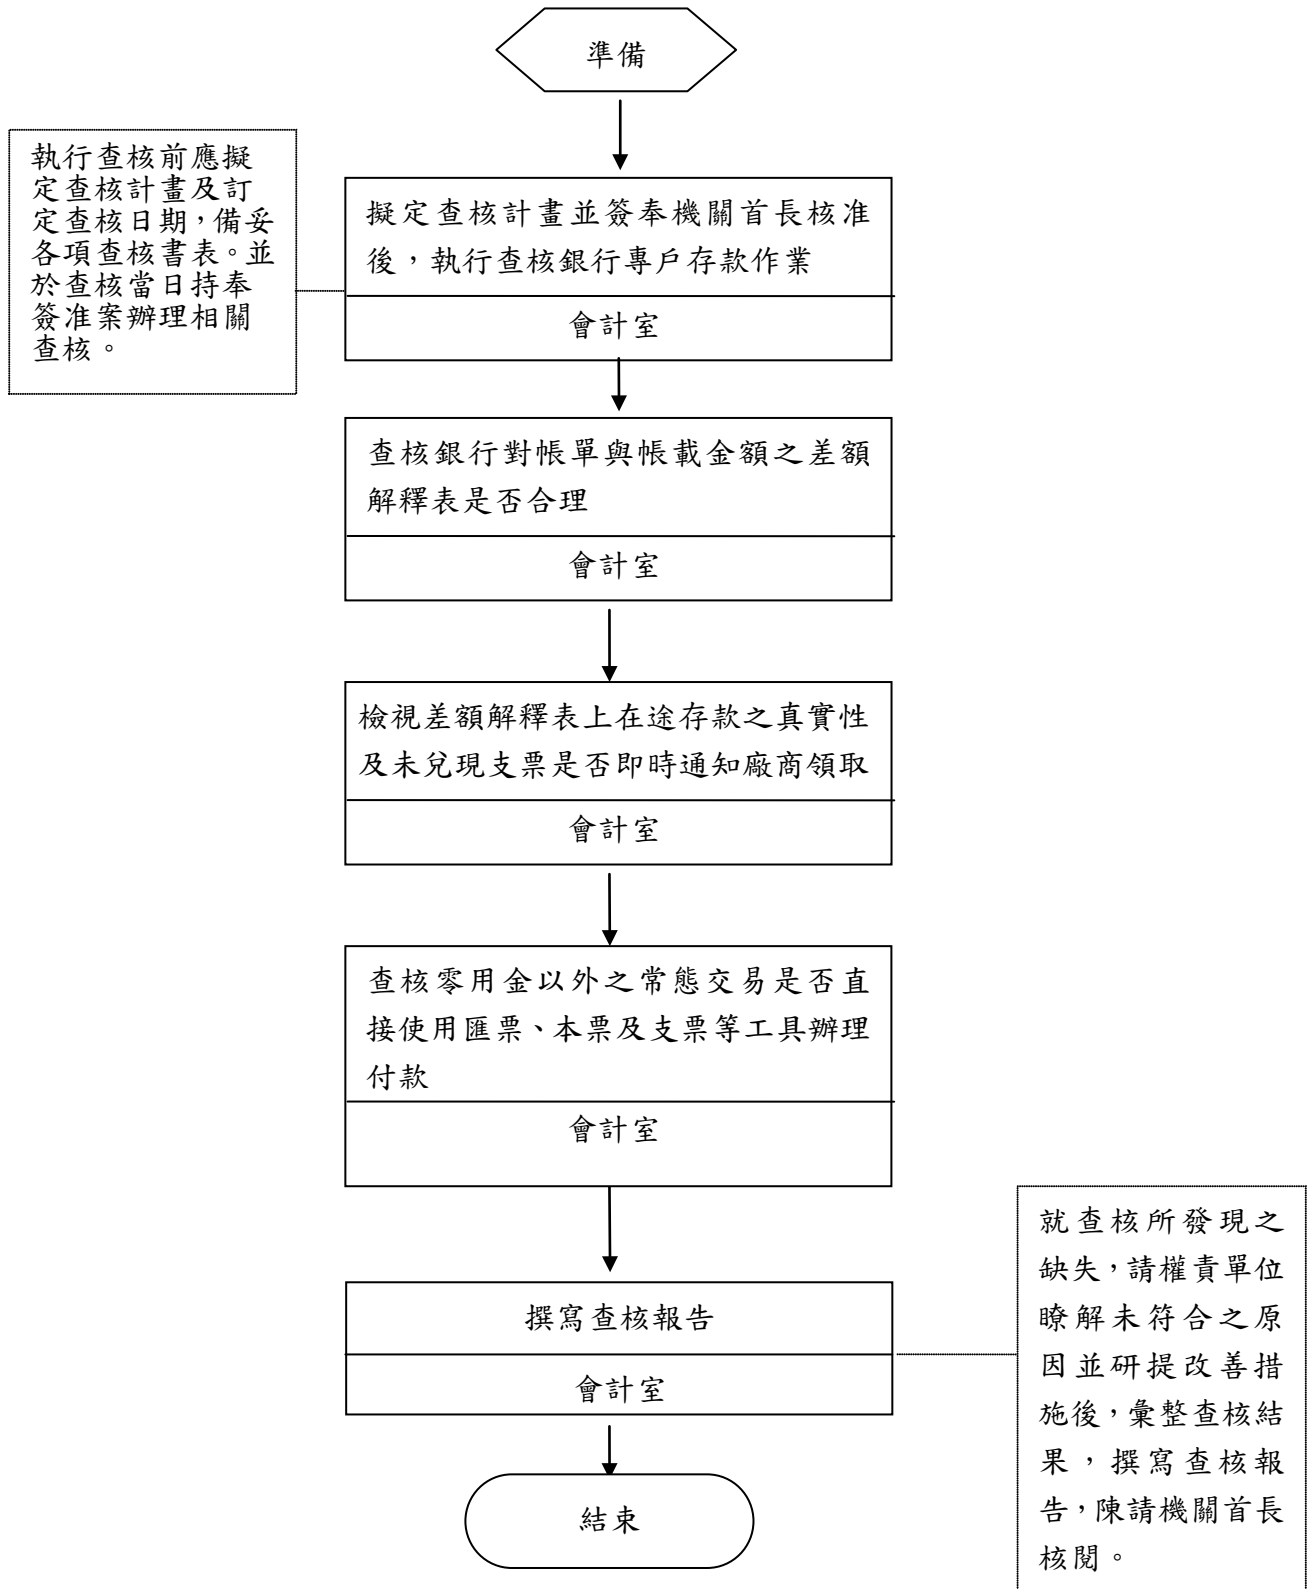 準備
執行查核前應擬
定查核計畫及訂
定查核日期，備妥
各項查核書表。並
於查核當日持奉
簽准案辦理相關
查核。
擬定查核計畫並簽奉機關首長核准
後，執行查核銀行專戶存款作業
會計室
查核銀行對帳單與帳載金額之差額
解釋表是否合理
會計室
檢視差額解釋表上在途存款之真實性
及未兌現支票是否即時通知廠商領取
會計室
查核零用金以外之常態交易是否直
接使用匯票、本票及支票等工具辦理
付款
會計室
撰寫查核報告
會計室
就查核所發現之
缺失，請權責單位
瞭解未符合之原
因並研提改善措
施後，彙整查核結
果，撰寫查核報
告，陳請機關首長
核閱。
結束